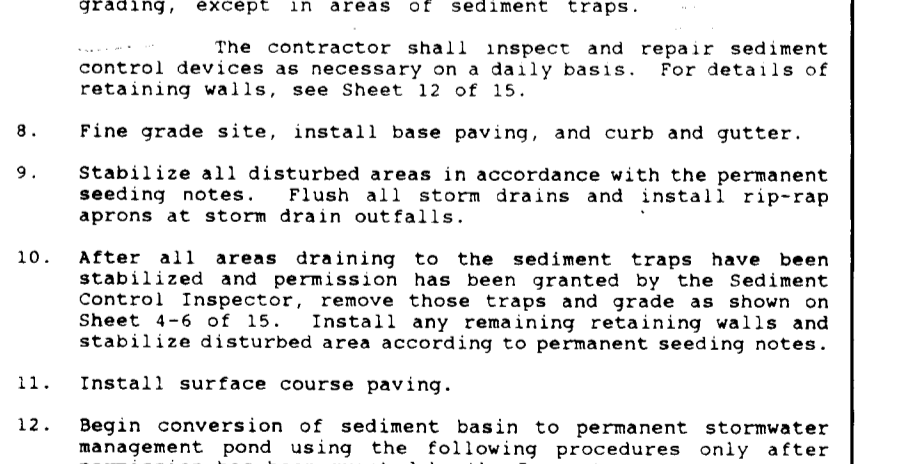 grading, except in areas of sediment traps.
The contractor shall inspect and repair sediment
control devices as necessary on a daily basis. For details of
retaining walls, see Sheet 12 of 15.
8. Fine grade site, install base paving, and curb and gutter.
9. Stabilize all disturbed areas in accordance with the permanent
seeding notes. Flush all storm drains and install rip-rap
aprons at storm drain outfalls.
10. After all areas draining to the sediment traps have been
stabilized and permission has been granted by the Sediment
Control Inspector, remove those traps and grade as shown on
Sheet 4-6 of 15. Install any remaining retaining walls and
stabilize disturbed area according to permanent seeding notes.
11. Install surface course paving.
12. Begin conversion of sediment basin to permanent stormwater
management pond using the following procedures only after